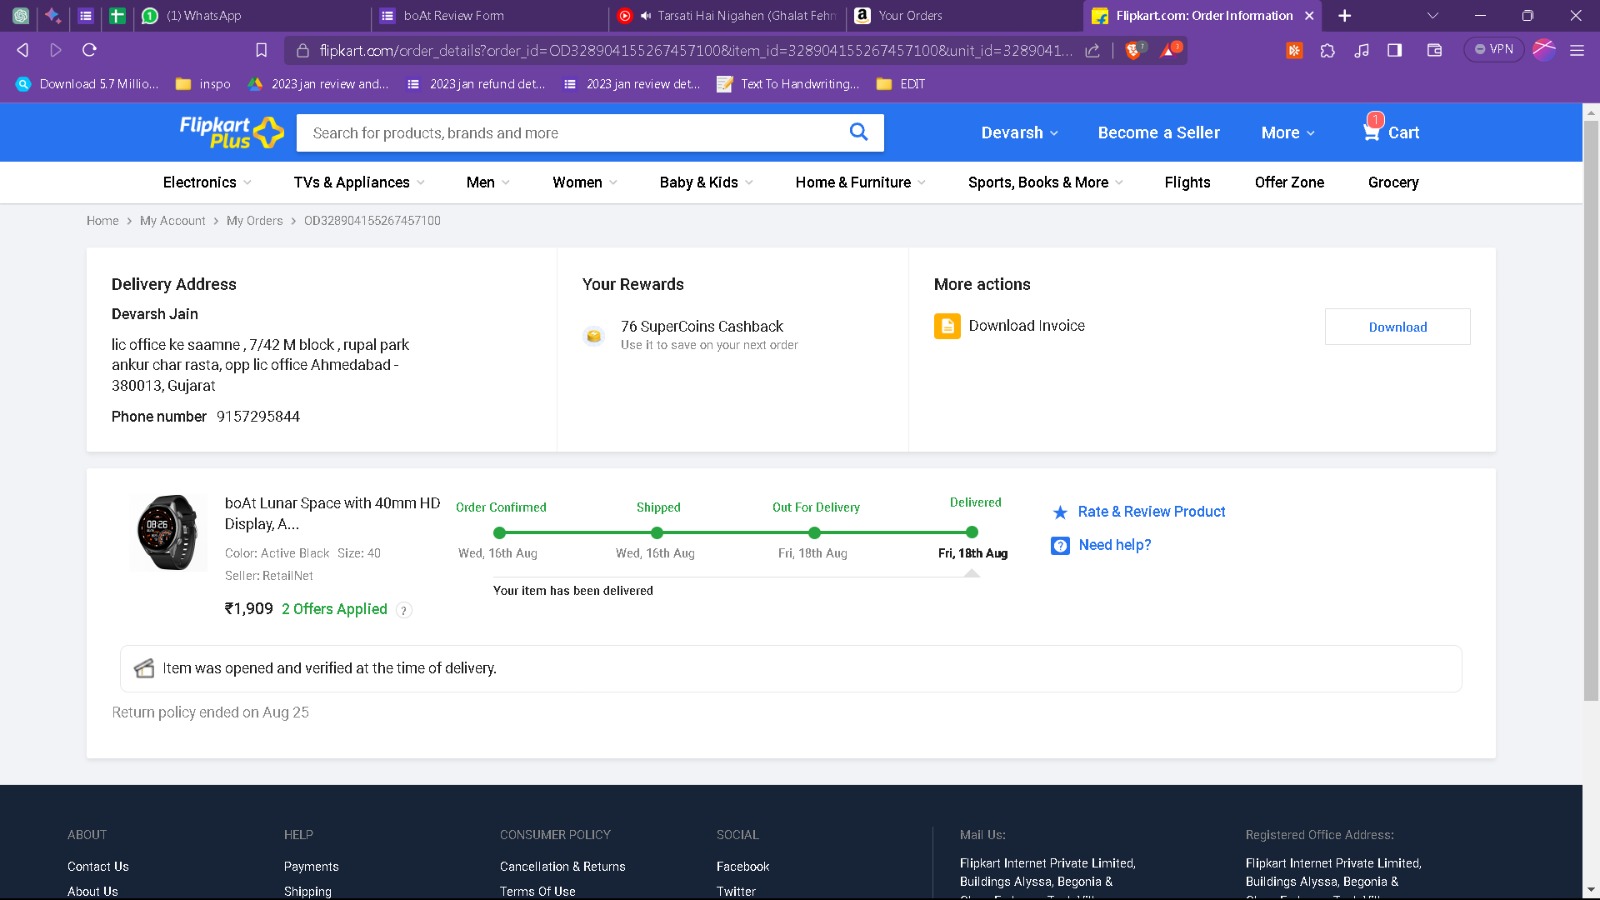 (1) WhatsApp
boAt Review Form
Tarsati Hai Nigahen (Ghalat Fehm
Your Orders
Flipkart.com: Order Information
flipkart.com/order_details?order_id=OD328904155267457100&item_id=328904155267457100&unit_id=3289041...
VPN
Download 5.7 Millio...
inspo
2023 jan review and...
2023 jan refund det...
2023 jan review det...
Text To Handwriting...
EDIT
Flipkart
Plus
Search for products, brands and more
Devarsh
Become a Seller
More
1
Cart
Electronics
TVs & Appliances
Men
Women
Baby & Kids
Home & Furniture
Sports, Books & More
Flights
Offer Zone
Grocery
Home > My Account > My Orders > OD328904155267457100
Delivery Address
Devarsh Jain
lic office ke saamne , 7/42 M block , rupal park
ankur char rasta, opp lic office Ahmedabad -
380013, Gujarat
Phone number 9157295844
Your Rewards
76 SuperCoins Cashback
Use it to save on your next order
More actions
Download Invoice
Download
boAt Lunar Space with 40mm HD
Display, A...
Color: Active Black Size: 40
Seller: RetailNet
₹1,909 2 Offers Applied ?
08:26
Order Confirmed
Wed, 16th Aug
Shipped
Wed, 16th Aug
Out For Delivery
Fri, 18th Aug
Delivered
Fri, 18th Aug
Your item has been delivered
Rate & Review Product
Need help?
Item was opened and verified at the time of delivery.
Return policy ended on Aug 25
ABOUT
Contact Us
About Us
HELP
Payments
Shipping
CONSUMER POLICY
Cancellation & Returns
Terms Of Use
SOCIAL
Facebook
Twitter
Mail Us:
Flipkart Internet Private Limited,
Buildings Alyssa, Begonia &
Registered Office Address:
Flipkart Internet Private Limited,
Buildings Alyssa, Begonia &